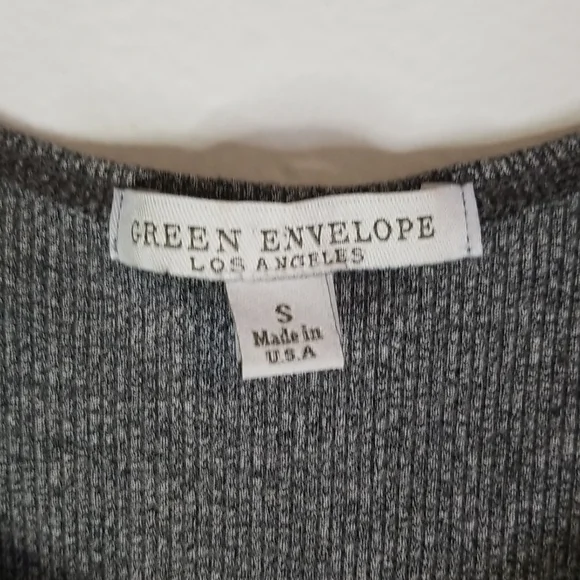 GREEN ENVELOPE
LOS ANGELES
S
Made in
U.S.A